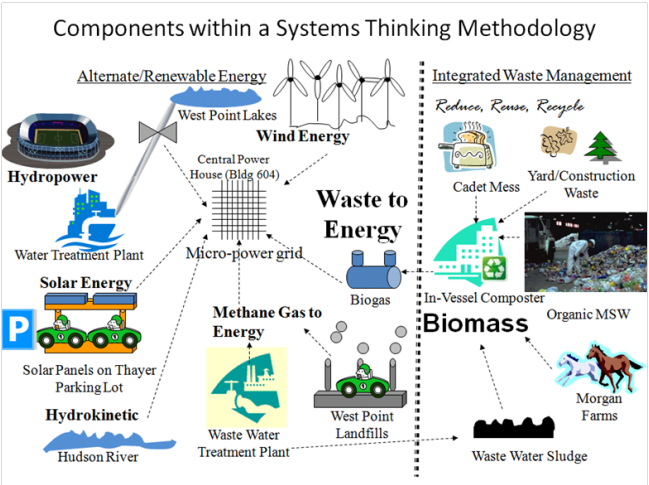 Components within a Systems Thinking Methodology
Alternate/Renewable Energy
West Point Lakes
Wind Energy
Hydropower
Central Power
House (Bldg 604)
Water Treatment Plant
Micro-power grid
Waste to
Energy
Biogas
Solar Energy
P
Solar Panels on Thayer
Parking Lot
Methane Gas to
Energy
Hydrokinetic
Hudson River
Waste Water
Treatment Plant
West Point
Landfills
Integrated Waste Management
Reduce, Reuse, Recycle
Cadet Mess
Yard/Construction
Waste
In-Vessel Composter
Organic MSW
Biomass
Morgan
Farms
Waste Water Sludge